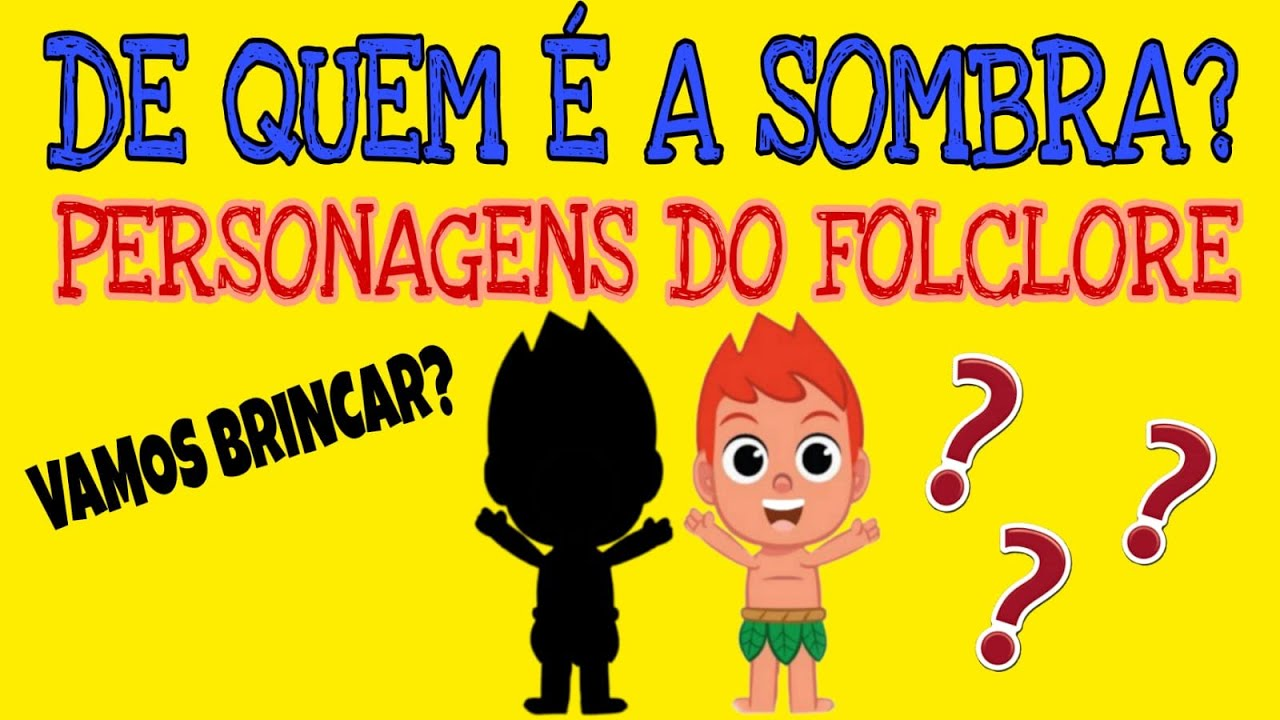 DE QUEM É A SOMBRA?
PERSONAGENS DO FOLCLORE
VAMOS BRINCAR?